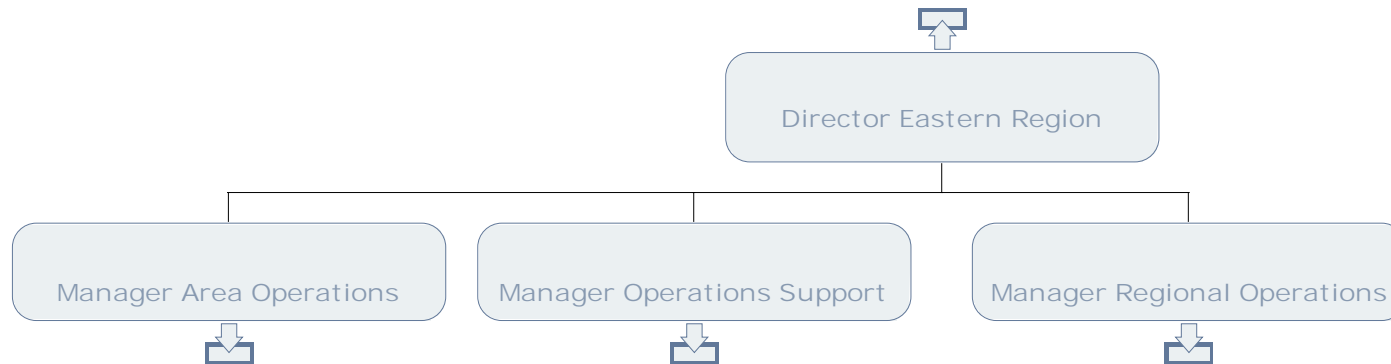 Director Eastern Region
Manager Area Operations
Manager Operations Support
Manager Regional Operations